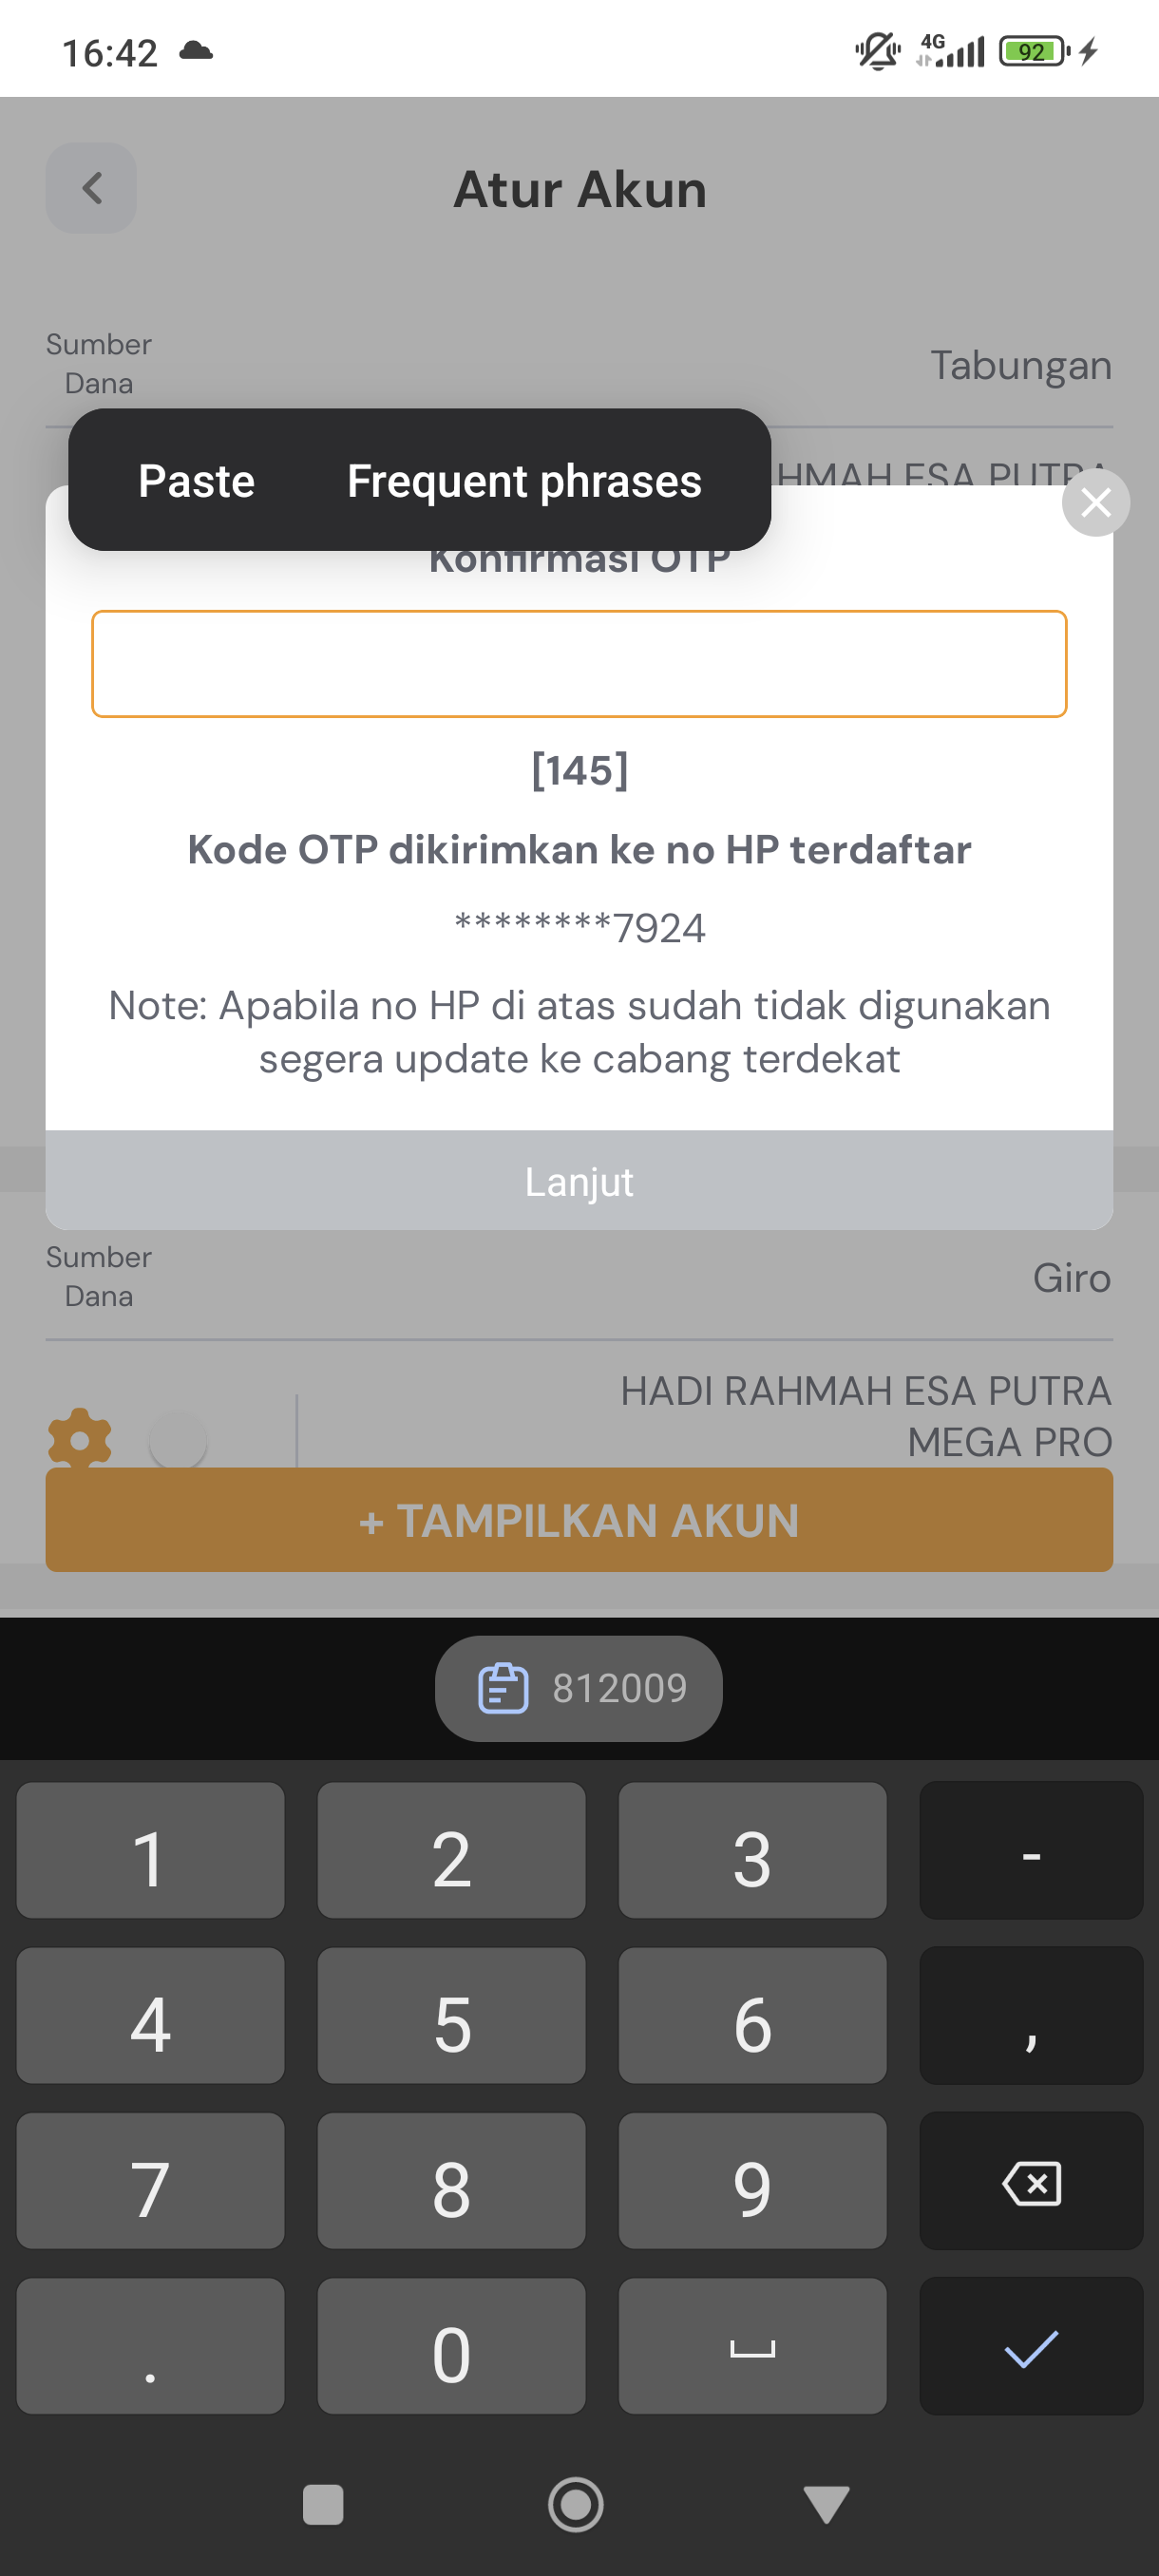 16:42
4G
92
Atur Akun
Sumber
Dana
Tabungan
Paste
Frequent phrases
ESA PUTRA
Konfirmasi OTP
[145]
Kode OTP dikirimkan ke no HP terdaftar
********7924
Note: Apabila no HP di atas sudah tidak digunakan
segera update ke cabang terdekat
Lanjut
Sumber
Dana
Giro
HADI RAHMAH ESA PUTRA
MEGA PRO
+ TAMPILKAN AKUN
812009
1
2
3
-
4
5
6
,
7
8
9
.
0